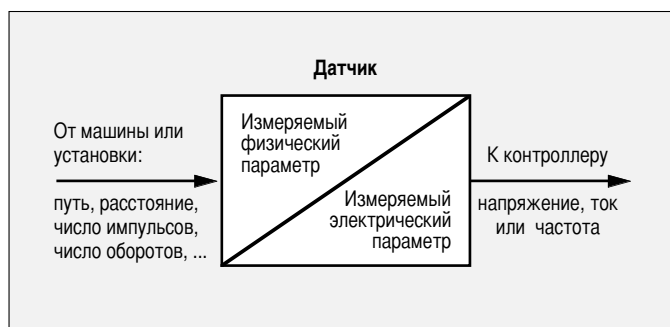 Датчик
От машины или
установки:
путь, расстояние,
число импульсов,
число оборотов, ...
Измеряемый
физический
параметр
Измеряемый
электрический
параметр
К контроллеру
напряжение, ток
или частота